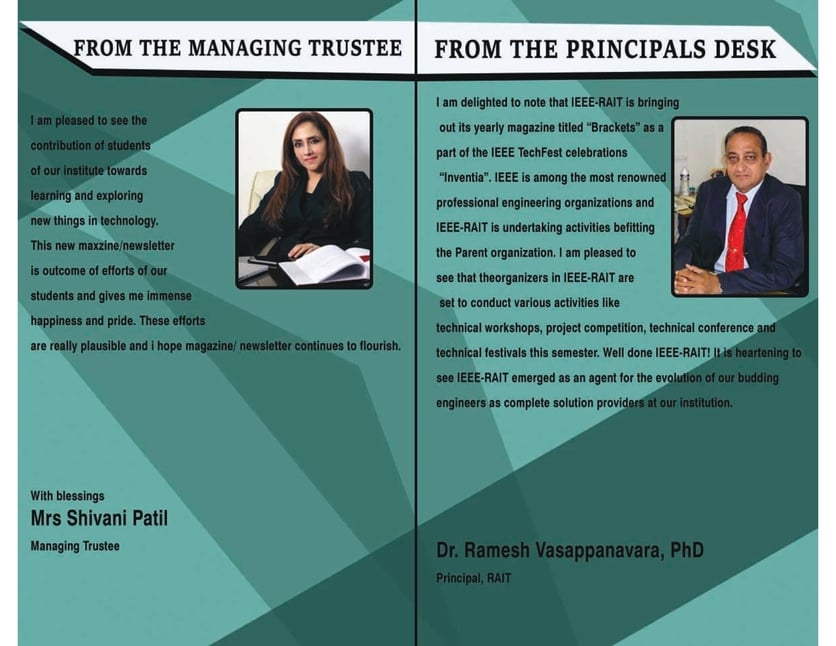 FROM THE MANAGING TRUSTEE
I am pleased to see the
contribution of students
of our institute towards
learning and exploring
new things in technology.
This new maxzine/newsletter
is outcome of efforts of our
students and gives me immense
happiness and pride. These efforts
are really plausible and i hope magazine/ newsletter continues to flourish.
With blessings
Mrs Shivani Patil
Managing Trustee
FROM THE PRINCIPALS DESK
I am delighted to note that IEEE-RAIT is bringing
out its yearly magazine titled “Brackets” as a
part of the IEEE TechFest celebrations
“Inventia”. IEEE is among the most renowned
professional engineering organizations and
IEEE-RAIT is undertaking activities befitting
the Parent organization. I am pleased to
see that theorganizers in IEEE-RAIT are
set to conduct various activities like
technical workshops, project competition, technical conference and
technical festivals this semester. Well done IEEE-RAIT! It is heartening to
see IEEE-RAIT emerged as an agent for the evolution of our budding
engineers as complete solution providers at our institution.
Dr. Ramesh Vasappanavara, PhD
Principal, RAIT